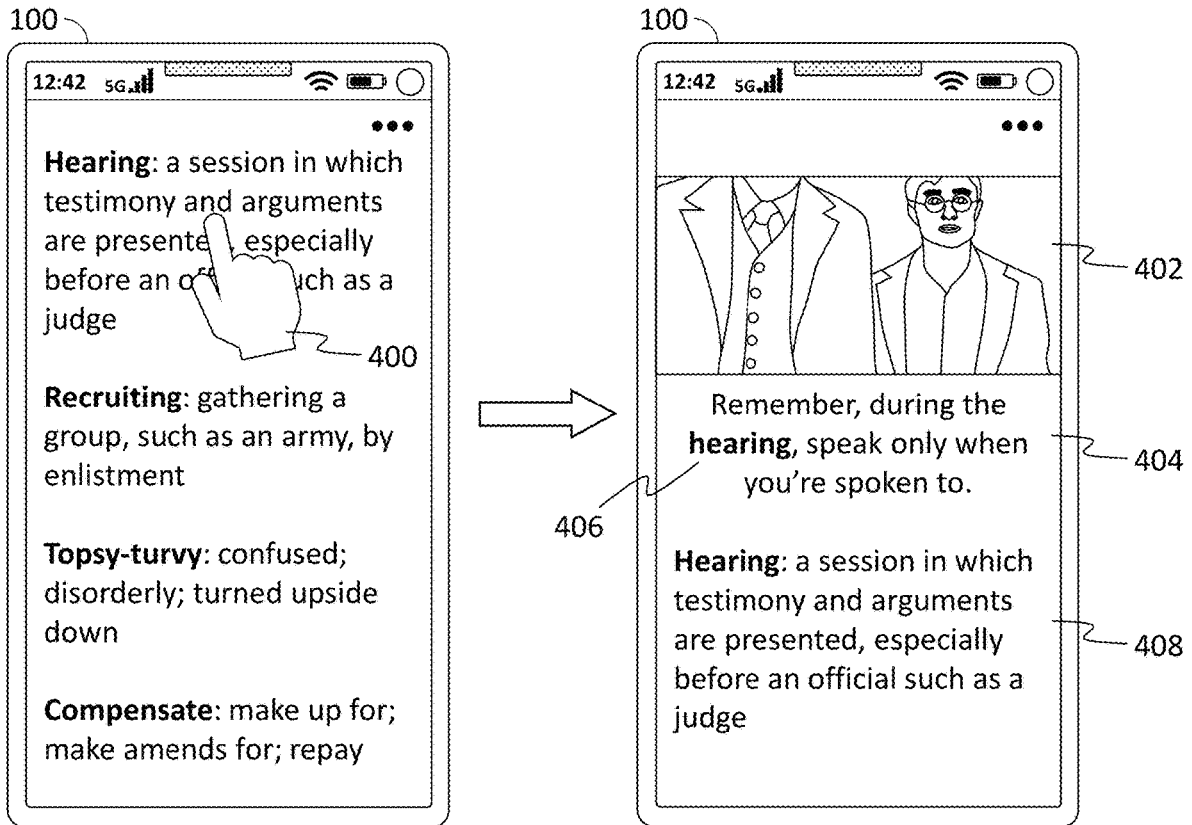 100
12:42 5G
Hearing: a session in which
testimony and arguments
are presente, especially
before an of uch as a
judge
400
Recruiting: gathering a
group, such as an army, by
enlistment
Topsy-turvy: confused;
disorderly; turned upside
down
Compensate: make up for;
make amends for; repay
100
12:42 5G
402
Remember, during the
hearing, speak only when
you're spoken to.
404
406
Hearing: a session in which
testimony and arguments
are presented, especially
before an official such as a
judge
408